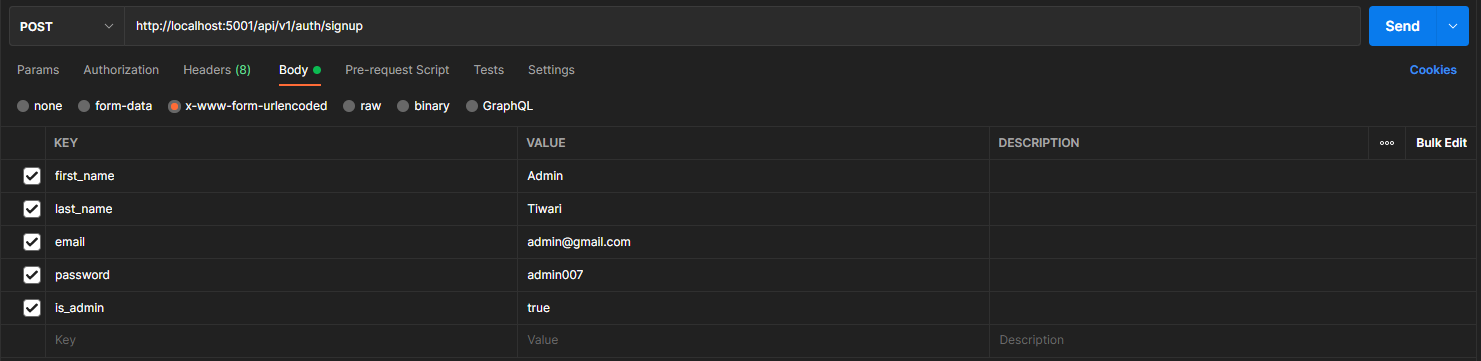 POST http://localhost:5001/api/v1/auth/signup Send
Params Authorization Headers (8) Body Pre-request Script Tests Settings Cookies
none form-data x-www-form-urlencoded raw binary GraphQL
KEY VALUE DESCRIPTION ooo Bulk Edit
first_name Admin
last_name Tiwari
email admin@gmail.com
password admin007
is_admin true
Key Value Description